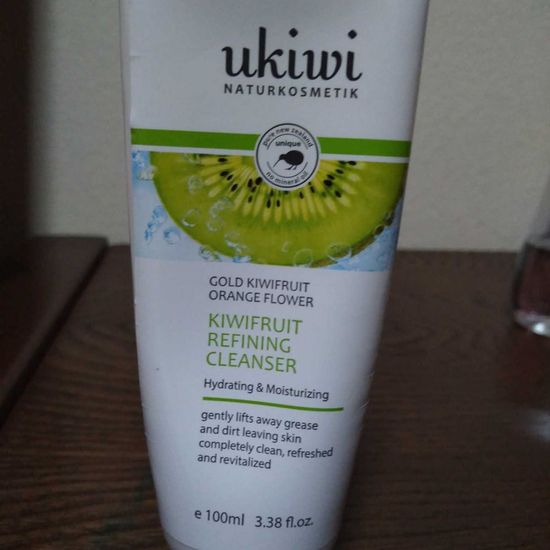 ukiwi
NATURKOSMETIK
pure new zealand
unique
no mineral oil
GOLD KIWIFRUIT
ORANGE FLOWER
KIWIFRUIT
REFINING
CLEANSER
Hydrating & Moisturizing
gently lifts away grease
and dirt leaving skin
completely clean, refreshed
and revitalized
e 100ml 3.38 fl.oz.